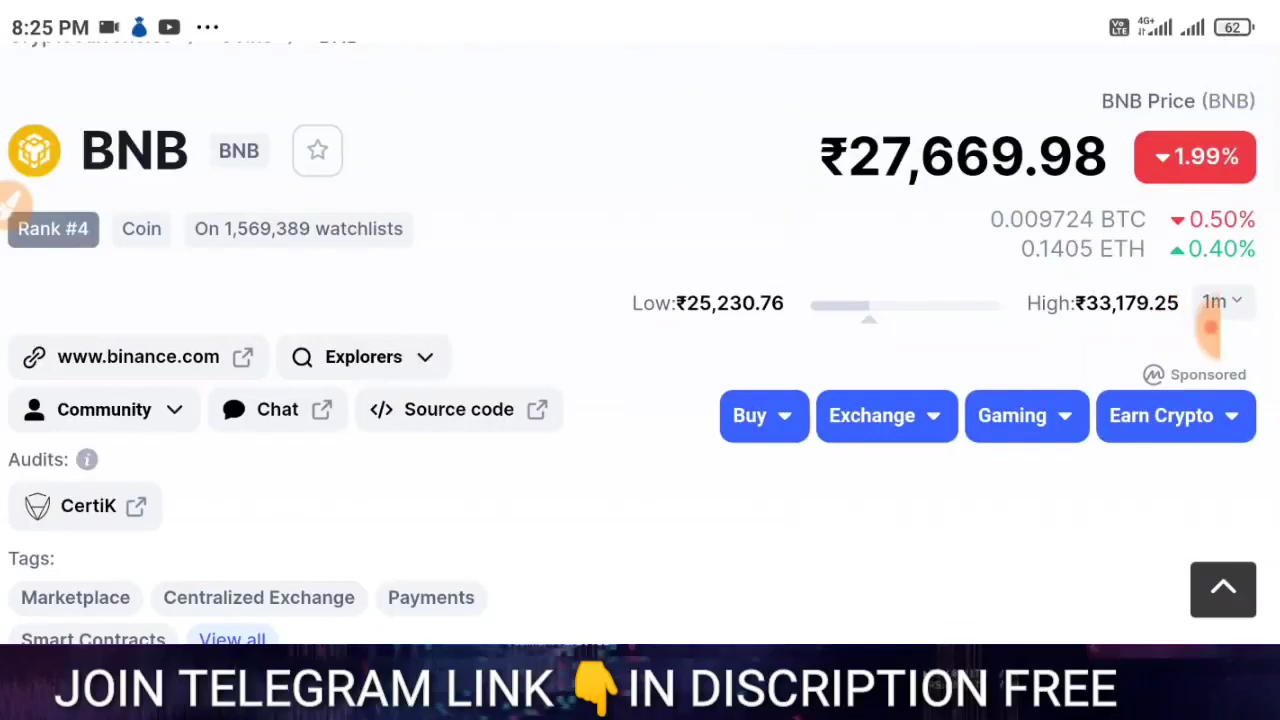 8:25 PM ...
Vo LTE 4G+ 62
BNB Price (BNB)
BNB BNB
₹27,669.98 1.99%
Rank #4 Coin On 1,569,389 watchlists
0.009724 BTC 0.50%
0.1405 ETH 0.40%
Low:₹25,230.76 High:₹33,179.25 1m
www.binance.com Explorers
Sponsored
Community Chat </> Source code
Buy Exchange Gaming Earn Crypto
Audits: i
CertiK
Tags:
Marketplace Centralized Exchange Payments
Smart Contracts View all
JOIN TELEGRAM LINK 👇 IN DISCRIPTION FREE